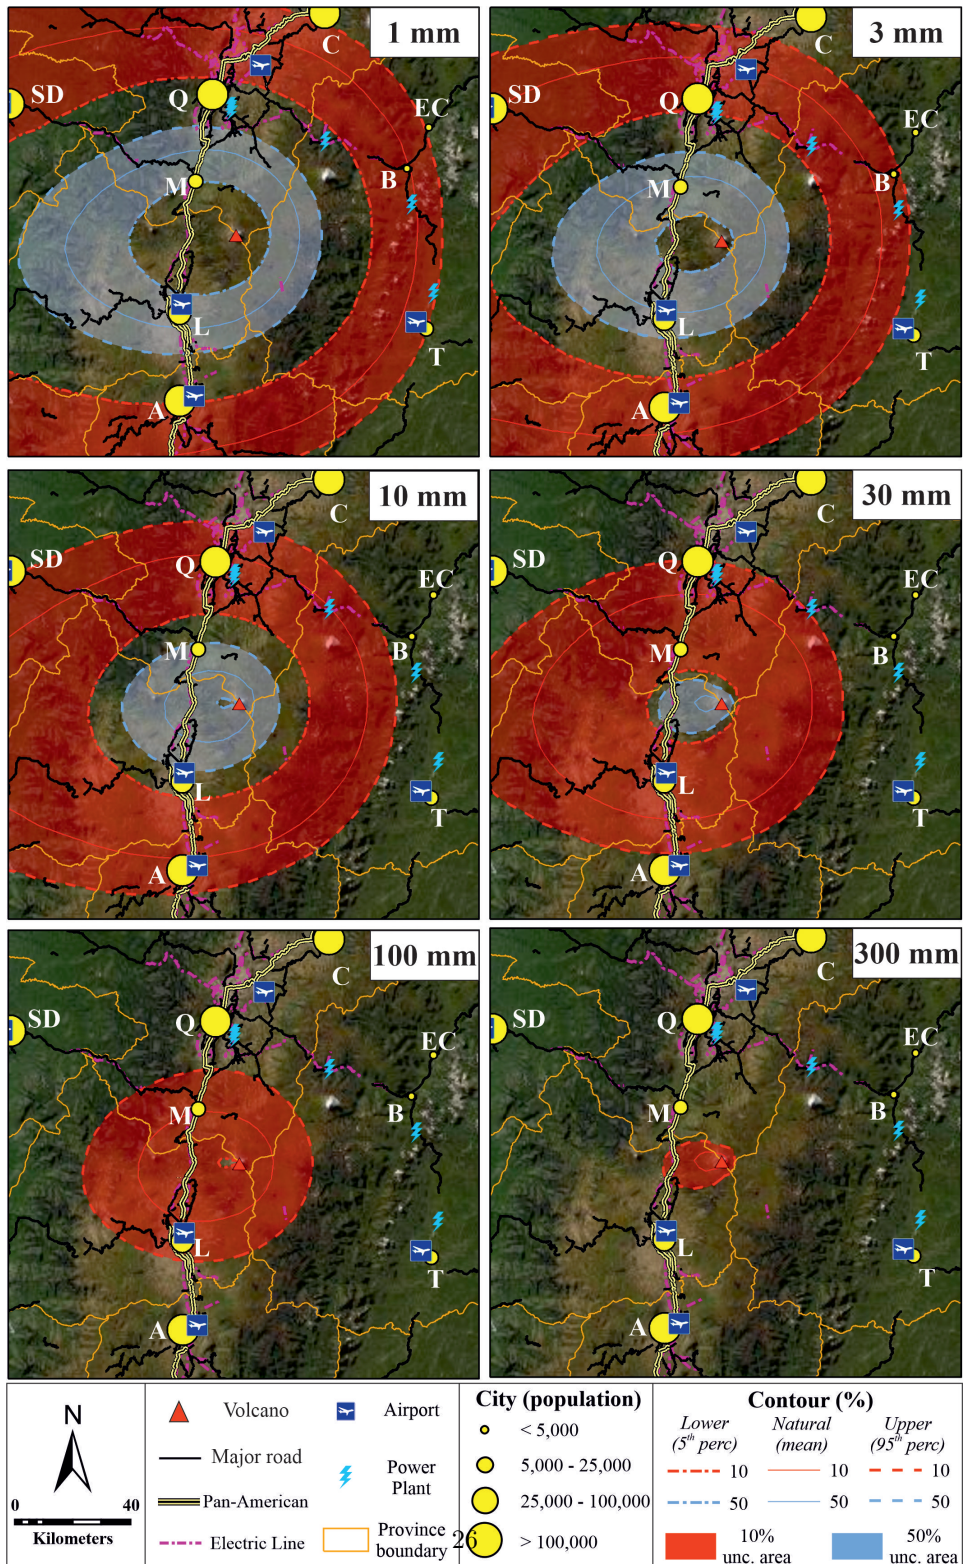 1 mm
C
SD
Q
EC
B
M
L
T
A
3 mm
C
SD
Q
EC
B
M
L
T
A
10 mm
C
SD
Q
EC
B
M
L
T
A
30 mm
C
SD
Q
EC
B
M
L
T
A
100 mm
C
SD
Q
EC
B
M
L
T
A
300 mm
C
SD
Q
EC
B
M
L
T
A
N
0 40
Kilometers
Volcano
Major road
Pan-American
Electric Line
Airport
Power
Plant
Province
boundary
26
City (population)
< 5,000
5,000 - 25,000
25,000 - 100,000
> 100,000
Contour (%)
Lower Natural Upper
(5th perc) (mean) (95th perc)
10 10 10
50 50 50
10% 50%
unc. area unc. area